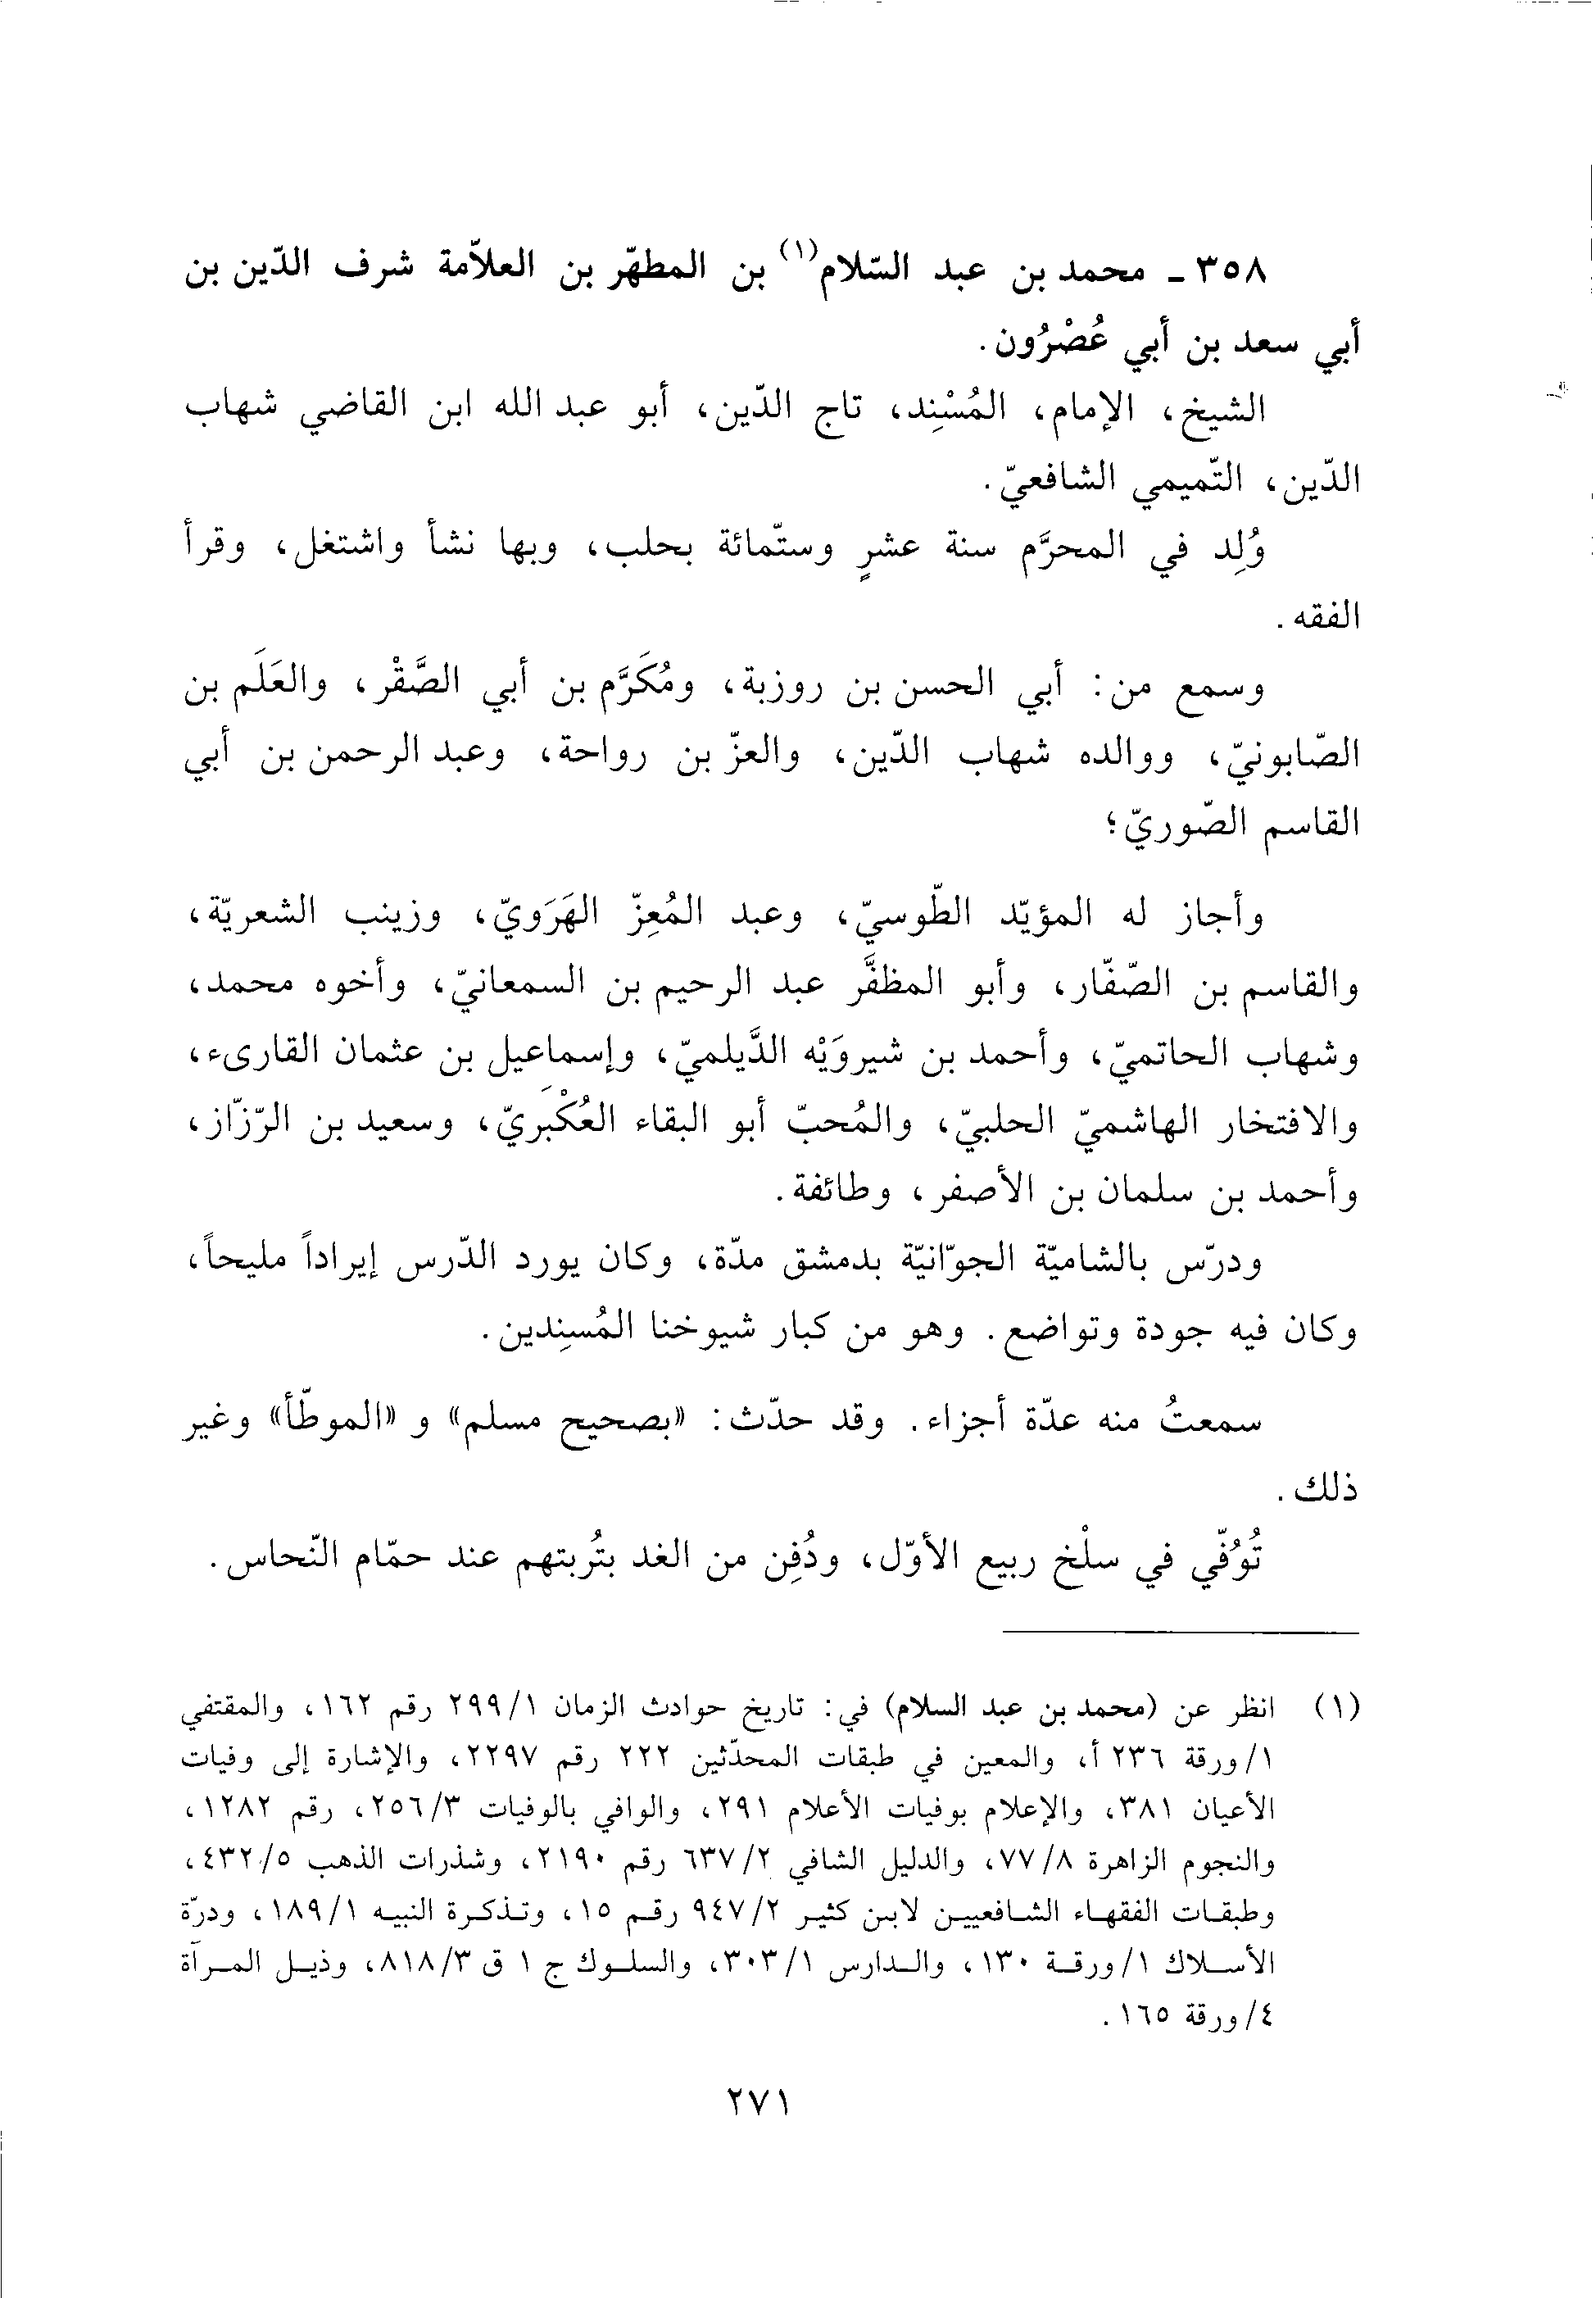 ٣٥٨ ـ محمد بن عبد السّلام(١) بن المطهّر بن العلاّمة شرف الدّين بن
أبي سعد بن أبي عُصْرُون.
الشيخ، الإمام، المُسْنِد، تاج الدّين، أبو عبد الله ابن القاضي شهاب
الدّين، التّميمي الشافعيّ.
وُلِد في المحرَّم سنة عشرٍ وستّمائة بحلب، وبها نشأ واشتغل، وقرأ
الفقه.
وسمع من: أبي الحسن بن روزبة، ومُكَرَّم بن أبي الصَّقْر، والعَلَم بن
الصّابونيّ، ووالده شهاب الدّين، والعزّ بن رواحة، وعبد الرحمن بن أبي
القاسم الصّوريّ؛
وأجاز له المؤيّد الطّوسيّ، وعبد المُعِزّ الهَرَويّ، وزينب الشعريّة،
والقاسم بن الصّفّار، وأبو المظفَّر عبد الرحيم بن السمعانيّ، وأخوه محمد،
وشهاب الحاتميّ، وأحمد بن شيروَيْه الدَّيلميّ، وإسماعيل بن عثمان القارىء،
والافتخار الهاشميّ الحلبيّ، والمُحبّ أبو البقاء العُكْبَريّ، وسعيد بن الرّزّاز،
وأحمد بن سلمان بن الأصفر، وطائفة.
ودرّس بالشاميّة الجوّانيّة بدمشق مدّة، وكان يورد الدّرس إيراداً مليحاً،
وكان فيه جودة وتواضع. وهو من كبار شيوخنا المُسنِدين.
سمعتُ منه عدّة أجزاء. وقد حدّث: «بصحيح مسلم» و «الموطّأ» وغير
ذلك.
تُوُفّي في سلْخ ربيع الأوّل، ودُفِن من الغد بتُربتهم عند حمّام النّحاس.
(١) انظر عن (محمد بن عبد السلام) في: تاريخ حوادث الزمان ٢٩٩/١ رقم ١٦٢، والمقتفي
١/ورقة ٢٣٦ أ، والمعين في طبقات المحدّثين ٢٢٢ رقم ٢٢٩٧، والإشارة إلى وفيات
الأعيان ٣٨١، والإعلام بوفيات الأعلام ٢٩١، والوافي بالوفيات ٢٥٦/٣، رقم ١٢٨٢،
والنجوم الزاهرة ٧٧/٨، والدليل الشافي ٦٣٧/٢ رقم ٢١٩٠، وشذرات الذهب ٤٣٢/٥،
وطبقات الفقهاء الشافعيين لابن كثير ٩٤٧/٢ رقم ١٥، وتذكرة النبيه ١٨٩/١، ودرّة
الأسلاك ١/ورقة ١٣٠، والدارس ٣٠٣/١، والسلوك ج ١ ق ٨١٨/٣، وذيل المرآة
٤/ورقة ١٦٥.
٢٧١